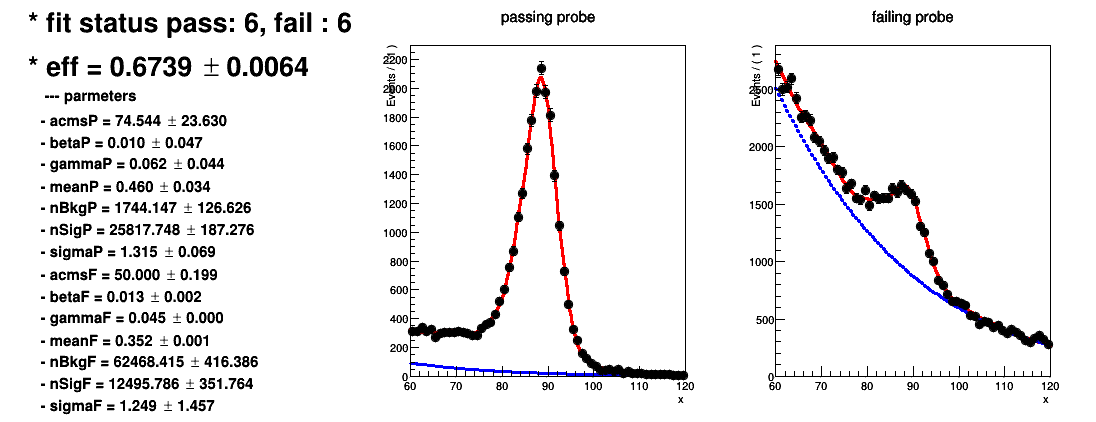 * fit status pass: 6, fail : 6
* eff = 0.6739 ± 0.0064
--- parmeters
- acmsP = 74.544 ± 23.630
- betaP = 0.010 ± 0.047
- gammaP = 0.062 ± 0.044
- meanP = 0.460 ± 0.034
- nBkgP = 1744.147 ± 126.626
- nSigP = 25817.748 ± 187.276
- sigmaP = 1.315 ± 0.069
- acmsF = 50.000 ± 0.199
- betaF = 0.013 ± 0.002
- gammaF = 0.045 ± 0.000
- meanF = 0.352 ± 0.001
- nBkgF = 62468.415 ± 416.386
- nSigF = 12495.786 ± 351.764
- sigmaF = 1.249 ± 1.457
passing probe
Events / ( 1 )
2200
2000
1800
1600
1400
1200
1000
800
600
400
200
0
60 70 80 90 100 110 120
x
failing probe
Events / ( 1 )
2500
2000
1500
1000
500
0
60 70 80 90 100 110 120
x